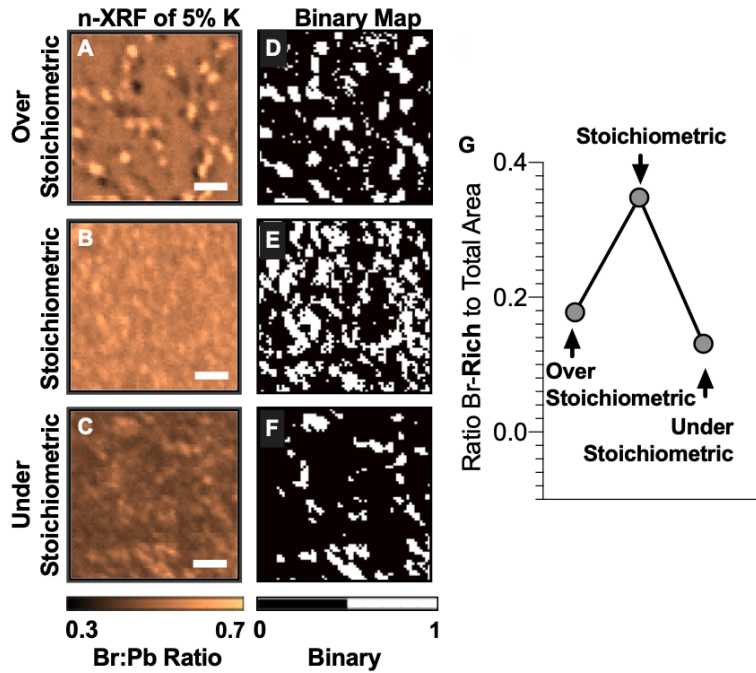 n-XRF of 5% K
Binary Map
Over
Stoichiometric
A
D
Stoichiometric
B
E
Under
Stoichiometric
C
F
0.3
0.7
Br:Pb Ratio
0
1
Binary
G
Ratio Br-Rich to Total Area
0.4
0.2
0.0
Stoichiometric
Over
Stoichiometric
Under
Stoichiometric